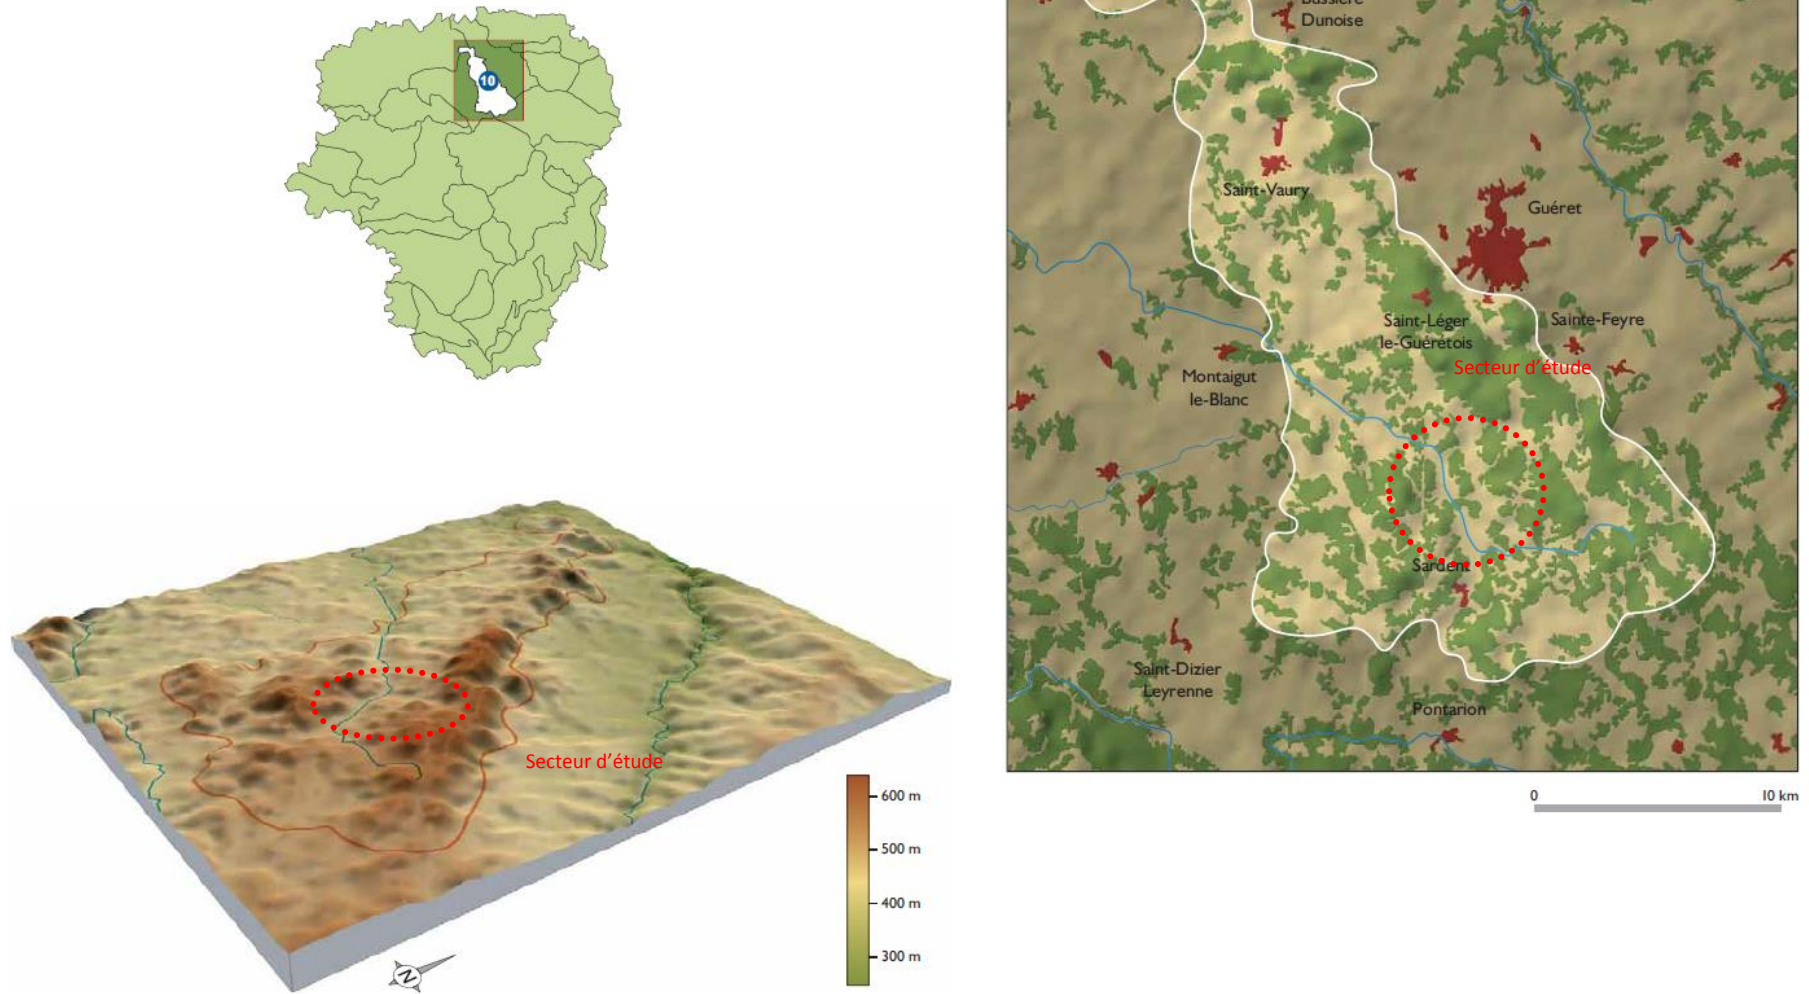 10
Bussière
Dunoise
Saint-Vaury
Guéret
Saint-Léger
le-Guéretois
Sainte-Feyre
Secteur d'étude
Montaigut
le-Blanc
Sardent
Saint-Dizier
Leyrenne
Pontarion
0
10 km
Secteur d'étude
600 m
500 m
400 m
300 m
N